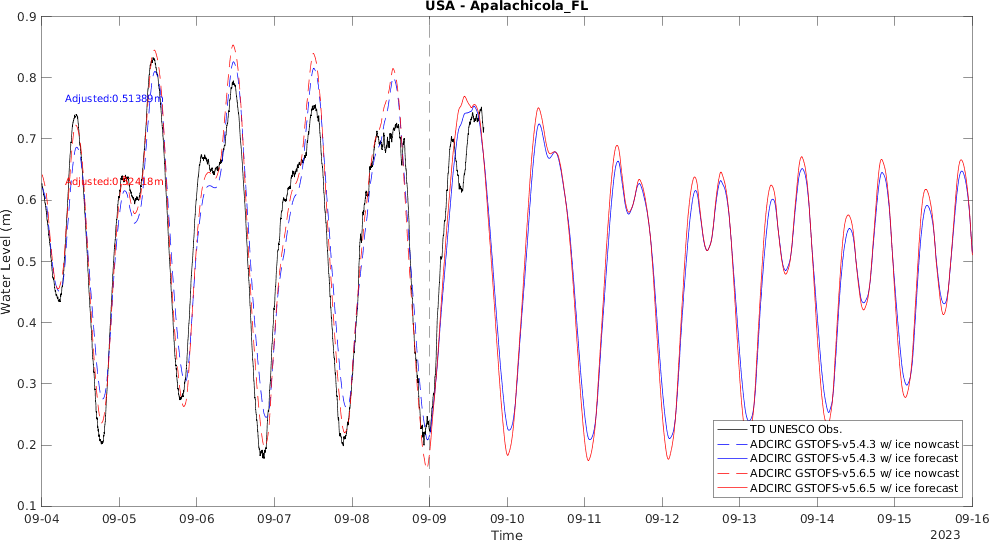 USA - Apalachicola_FL
0.9
0.8
0.7
0.6
0.5
0.4
0.3
0.2
0.1
Water Level (m)
Adjusted:0.51389m
TD UNESCO Obs.
ADCIRC GSTOFS-v5.4.3 w/ ice nowcast
ADCIRC GSTOFS-v5.4.3 w/ ice forecast
ADCIRC GSTOFS-v5.6.5 w/ ice nowcast
ADCIRC GSTOFS-v5.6.5 w/ ice forecast
09-04 09-05 09-06 09-07 09-08 09-09 09-10 09-11 09-12 09-13 09-14 09-15 09-16
Time
2023